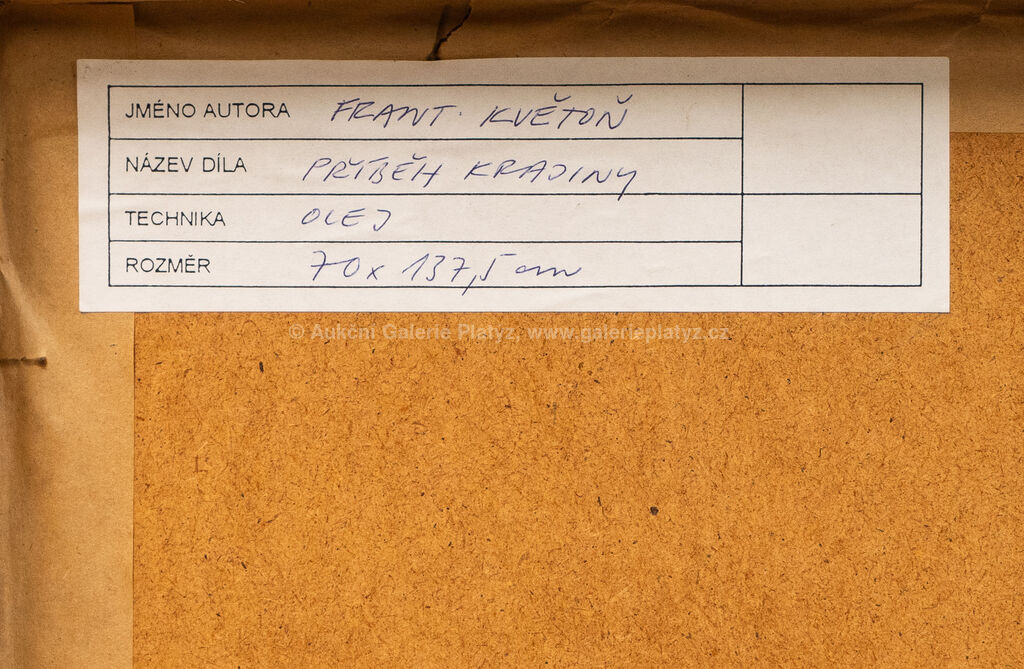 JMÉNO AUTORA FRANT. KVĚTOŇ
NÁZEV DÍLA PŘÍBĚH KRAJINY
TECHNIKA OLEJ
ROZMĚR 70 x 137,5 cm
© Aukční Galerie Platýz, www.galerieplatyz.cz